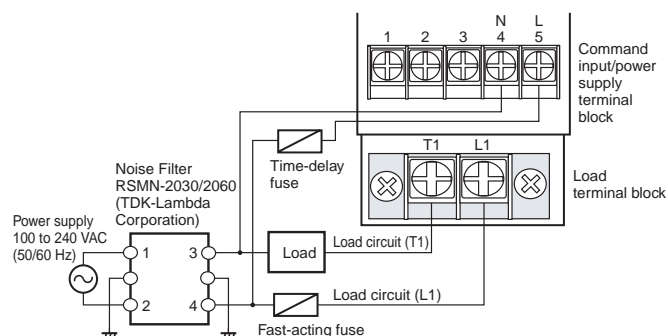 N L
1 2 3 4 5
Command
input/power
supply
terminal
block
T1 L1
Load
terminal block
Time-delay
fuse
Noise Filter
RSMN-2030/2060
(TDK-Lambda
Corporation)
Power supply
100 to 240 VAC
(50/60 Hz)
1 3
2 4
Load
Load circuit (T1)
Load circuit (L1)
Fast-acting fuse